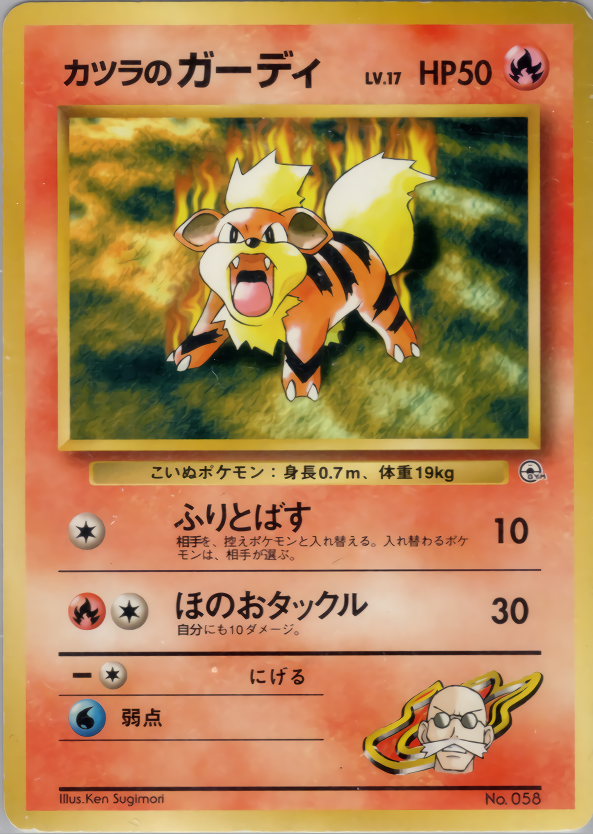 カツラのガーディ LV.17 HP50
こいぬポケモン：身長0.7m、体重19kg
GYM
ふりとばす 10
相手を、控えポケモンと入れ替える。入れ替わるポケ
モンは、相手が選ぶ。
ほのおタックル 30
自分にも10ダメージ。
にげる
弱点
Illus.Ken Sugimori No. 058